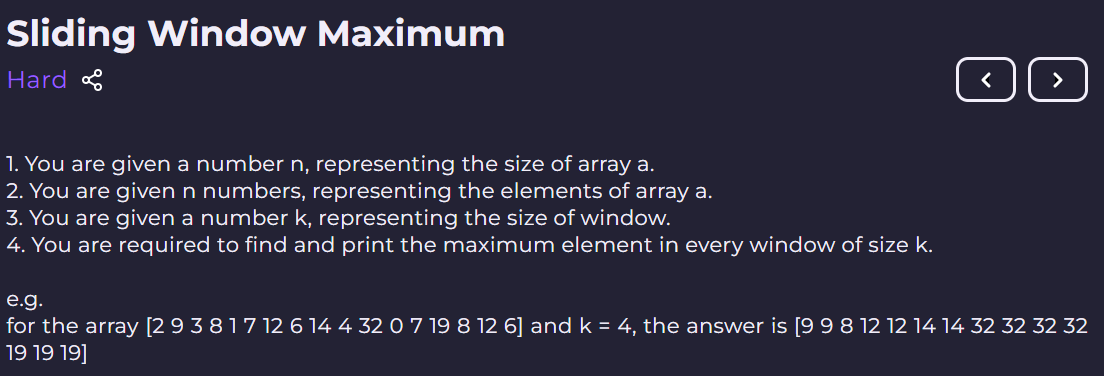 Sliding Window Maximum
Hard
1. You are given a number n, representing the size of array a.
2. You are given n numbers, representing the elements of array a.
3. You are given a number k, representing the size of window.
4. You are required to find and print the maximum element in every window of size k.
e.g.
for the array [2 9 3 8 1 7 12 6 14 4 32 0 7 19 8 12 6] and k = 4, the answer is [9 9 8 12 12 14 14 32 32 32 32
19 19 19]